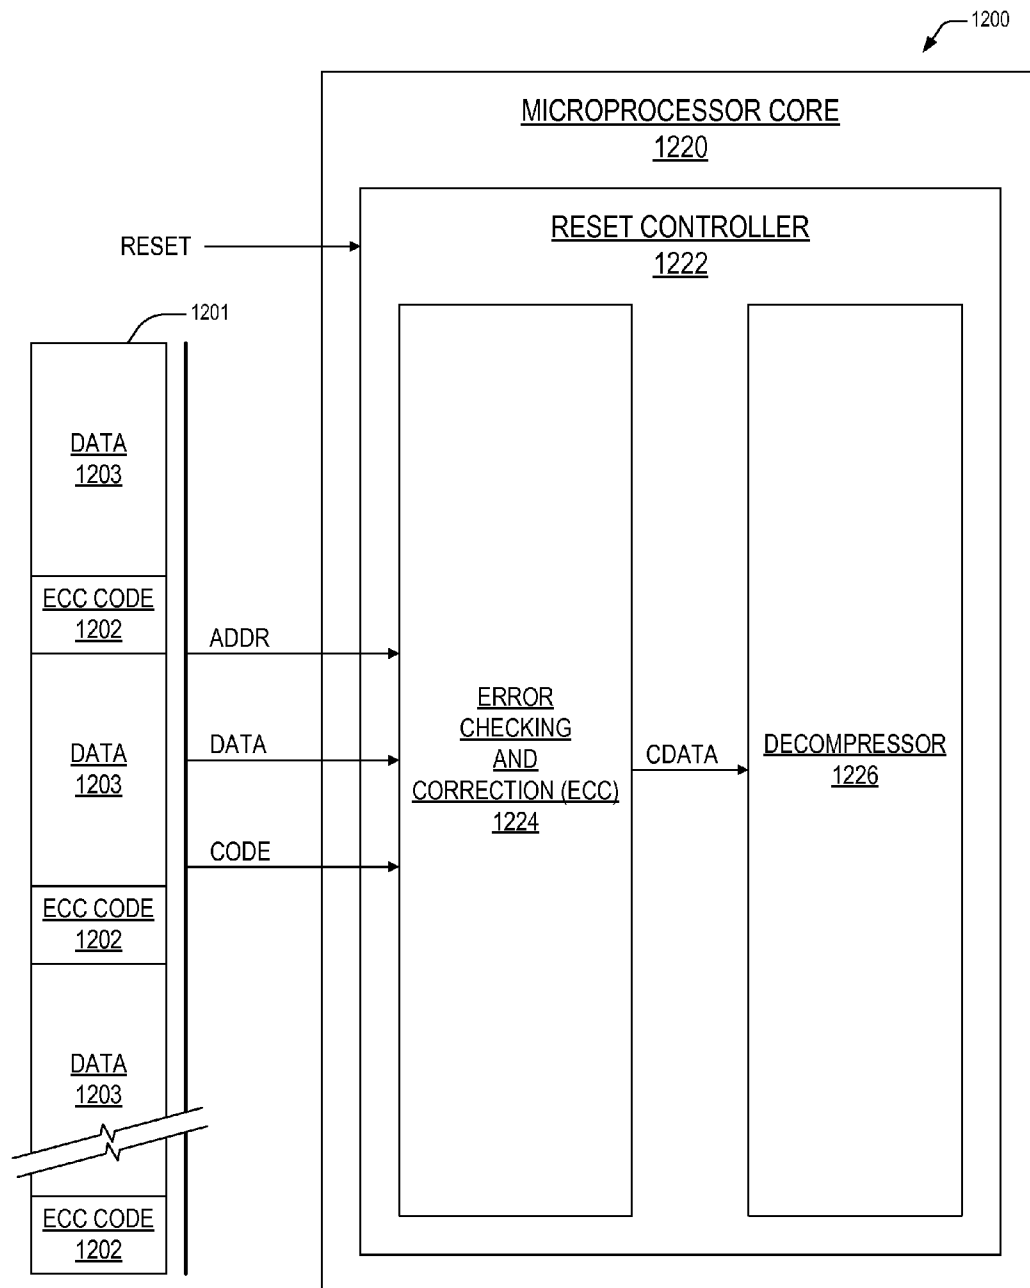 1200
MICROPROCESSOR CORE
1220
RESET CONTROLLER
1222
RESET
1201
DATA
1203
ECC CODE
1202
ADDR
DATA
1203
DATA
CODE
ERROR
CHECKING
AND
CORRECTION (ECC)
1224
CDATA
DECOMPRESSOR
1226
ECC CODE
1202
DATA
1203
ECC CODE
1202